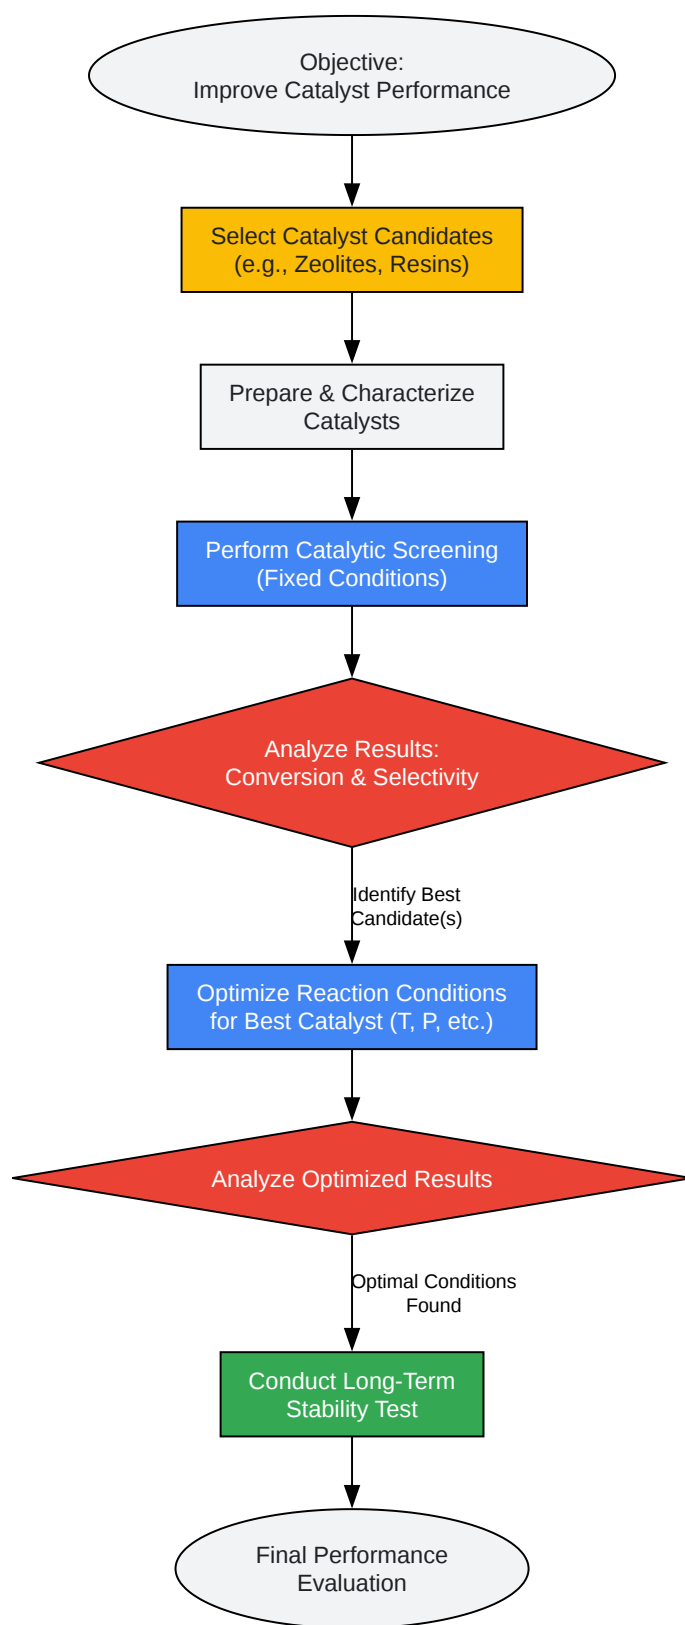 Objective:
Improve Catalyst Performance
Select Catalyst Candidates
(e.g., Zeolites, Resins)
Prepare & Characterize
Catalysts
Perform Catalytic Screening
(Fixed Conditions)
Analyze Results:
Conversion & Selectivity
Identify Best
Candidate(s)
Optimize Reaction Conditions
for Best Catalyst (T, P, etc.)
Analyze Optimized Results
Optimal Conditions
Found
Conduct Long-Term
Stability Test
Final Performance
Evaluation